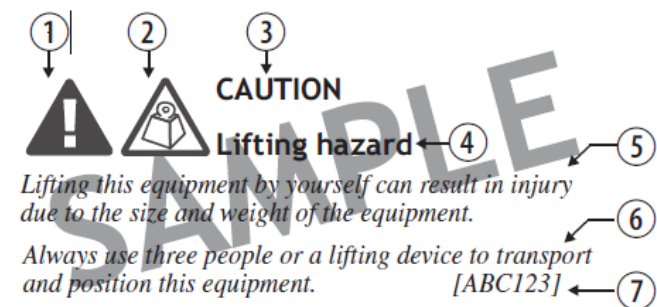 1 2 3
!
CAUTION
Lifting hazard 4
SAMPLE
5
Lifting this equipment by yourself can result in injury
due to the size and weight of the equipment.
6
Always use three people or a lifting device to transport
and position this equipment. [ABC123] 7